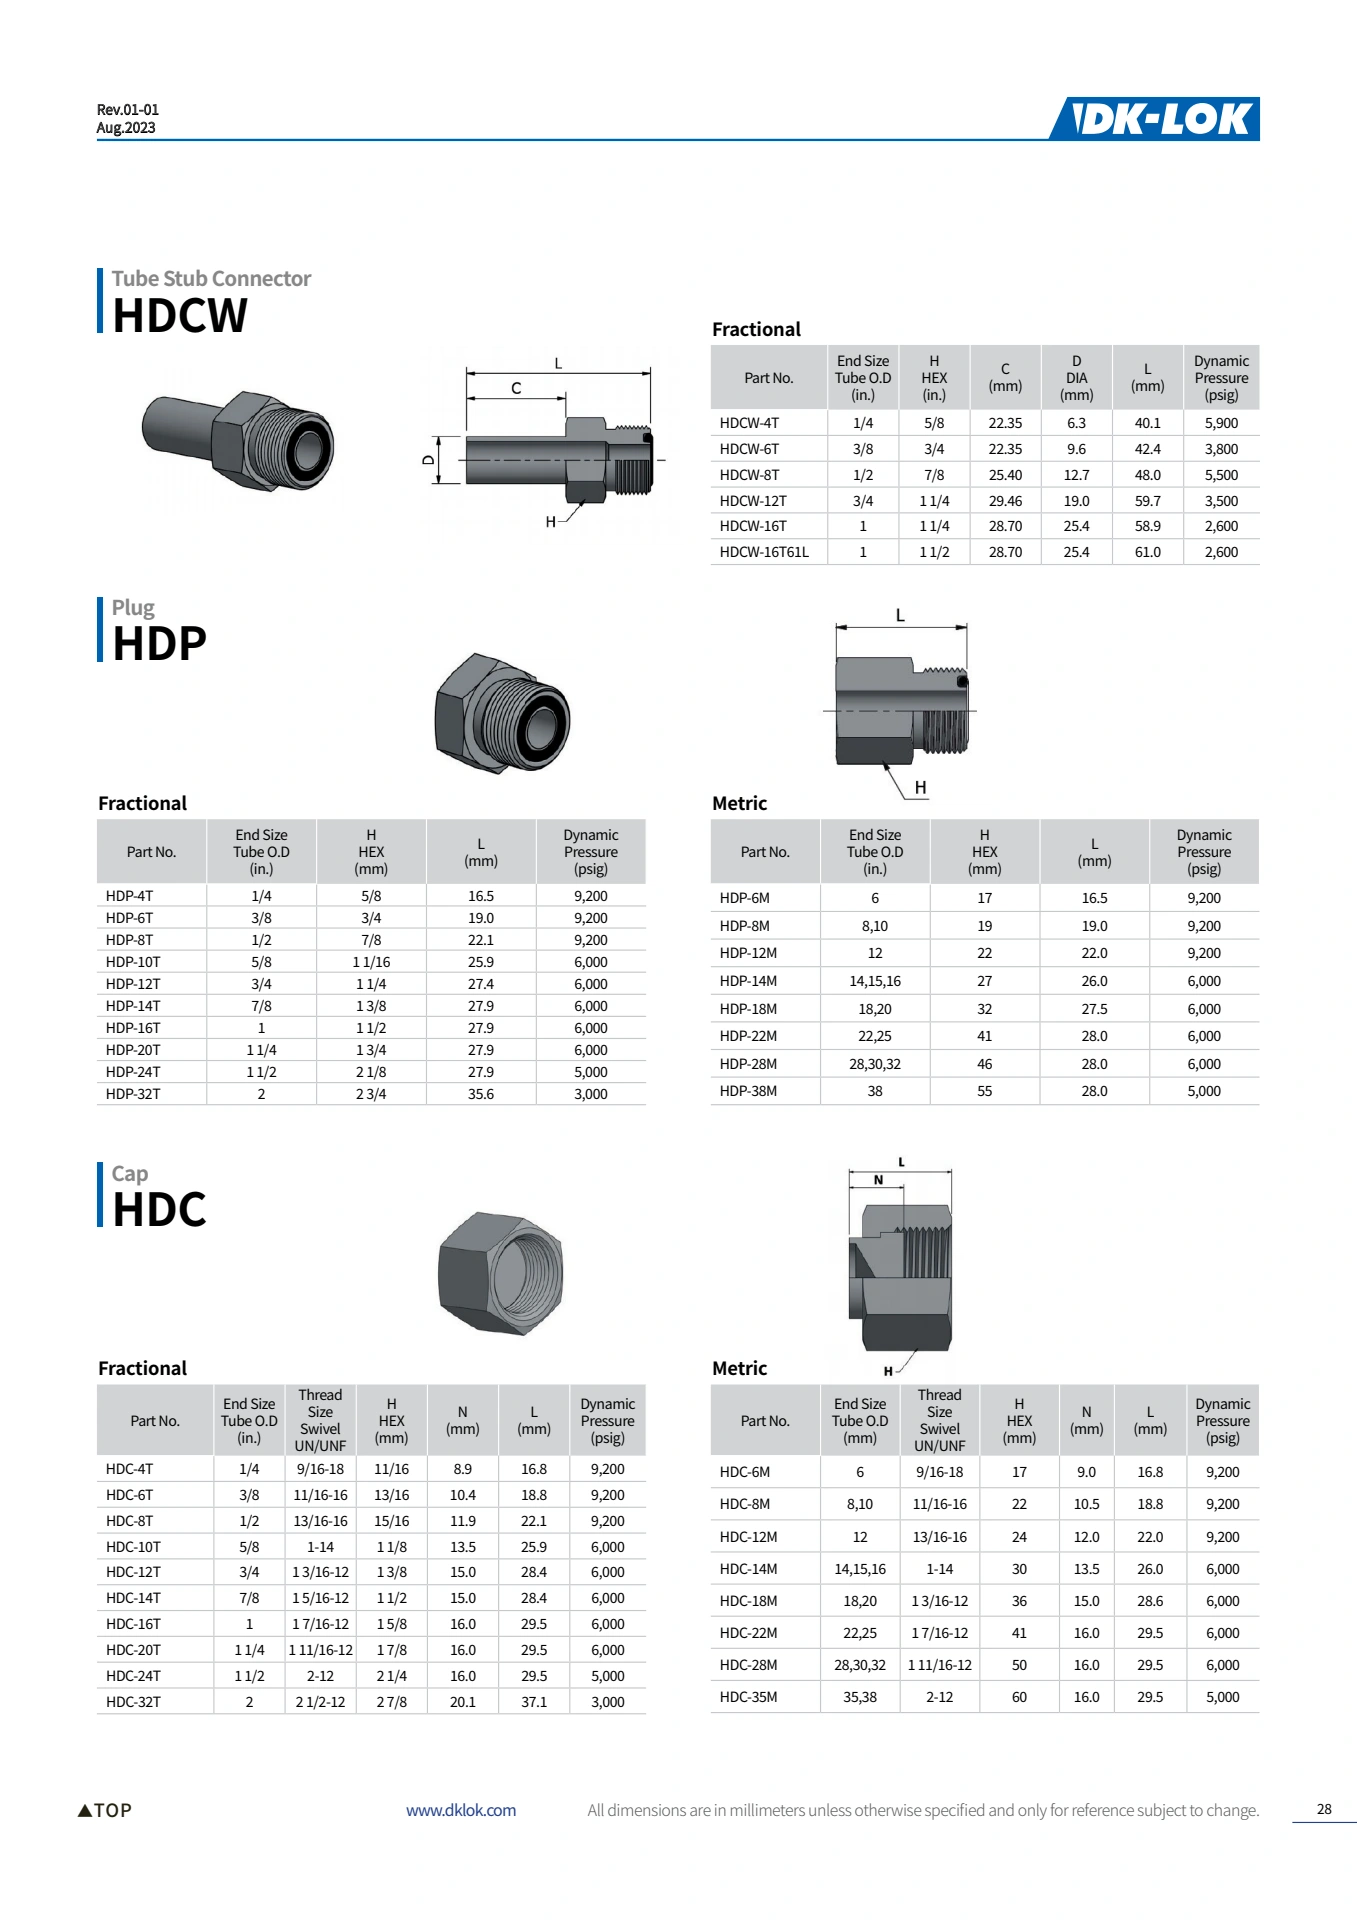 Rev.01-01
Aug.2023
DK-LOK
Tube Stub Connector
HDCW
L
C
D
H
Fractional
Part No. End Size Tube O.D (in.) H HEX (in.) C (mm) D DIA (mm) L (mm) Dynamic Pressure (psig)
HDCW-4T 1/4 5/8 22.35 6.3 40.1 5,900
HDCW-6T 3/8 3/4 22.35 9.6 42.4 3,800
HDCW-8T 1/2 7/8 25.40 12.7 48.0 5,500
HDCW-12T 3/4 1 1/4 29.46 19.0 59.7 3,500
HDCW-16T 1 1 1/4 28.70 25.4 58.9 2,600
HDCW-16T61L 1 1 1/2 28.70 25.4 61.0 2,600
Plug
HDP
L
H
Fractional
Part No. End Size Tube O.D (in.) H HEX (mm) L (mm) Dynamic Pressure (psig)
HDP-4T 1/4 5/8 16.5 9,200
HDP-6T 3/8 3/4 19.0 9,200
HDP-8T 1/2 7/8 22.1 9,200
HDP-10T 5/8 1 1/16 25.9 6,000
HDP-12T 3/4 1 1/4 27.4 6,000
HDP-14T 7/8 1 3/8 27.9 6,000
HDP-16T 1 1 1/2 27.9 6,000
HDP-20T 1 1/4 1 3/4 27.9 6,000
HDP-24T 1 1/2 2 1/8 27.9 5,000
HDP-32T 2 2 3/4 35.6 3,000
Metric
Part No. End Size Tube O.D (in.) H HEX (mm) L (mm) Dynamic Pressure (psig)
HDP-6M 6 17 16.5 9,200
HDP-8M 8,10 19 19.0 9,200
HDP-12M 12 22 22.0 9,200
HDP-14M 14,15,16 27 26.0 6,000
HDP-18M 18,20 32 27.5 6,000
HDP-22M 22,25 41 28.0 6,000
HDP-28M 28,30,32 46 28.0 6,000
HDP-38M 38 55 28.0 5,000
Cap
HDC
L
N
H
Fractional
Part No. End Size Tube O.D (in.) Thread Size Swivel UN/UNF H HEX (mm) N (mm) L (mm) Dynamic Pressure (psig)
HDC-4T 1/4 9/16-18 11/16 8.9 16.8 9,200
HDC-6T 3/8 11/16-16 13/16 10.4 18.8 9,200
HDC-8T 1/2 13/16-16 15/16 11.9 22.1 9,200
HDC-10T 5/8 1-14 1 1/8 13.5 25.9 6,000
HDC-12T 3/4 1 3/16-12 1 3/8 15.0 28.4 6,000
HDC-14T 7/8 1 5/16-12 1 1/2 15.0 28.4 6,000
HDC-16T 1 1 7/16-12 1 5/8 16.0 29.5 6,000
HDC-20T 1 1/4 1 11/16-12 1 7/8 16.0 29.5 6,000
HDC-24T 1 1/2 2-12 2 1/4 16.0 29.5 5,000
HDC-32T 2 2 1/2-12 2 7/8 20.1 37.1 3,000
Metric
Part No. End Size Tube O.D (mm) Thread Size Swivel UN/UNF H HEX (mm) N (mm) L (mm) Dynamic Pressure (psig)
HDC-6M 6 9/16-18 17 9.0 16.8 9,200
HDC-8M 8,10 11/16-16 22 10.5 18.8 9,200
HDC-12M 12 13/16-16 24 12.0 22.0 9,200
HDC-14M 14,15,16 1-14 30 13.5 26.0 6,000
HDC-18M 18,20 1 3/16-12 36 15.0 28.6 6,000
HDC-22M 22,25 1 7/16-12 41 16.0 29.5 6,000
HDC-28M 28,30,32 1 11/16-12 50 16.0 29.5 6,000
HDC-35M 35,38 2-12 60 16.0 29.5 5,000
▲TOP
www.dklok.com
All dimensions are in millimeters unless otherwise specified and only for reference subject to change.
28